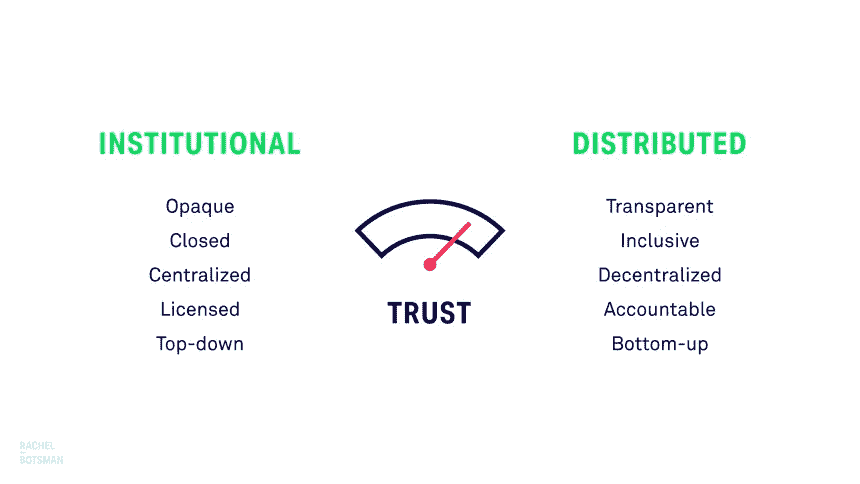 INSTITUTIONAL
Opaque
Closed
Centralized
Licensed
Top-down
TRUST
DISTRIBUTED
Transparent
Inclusive
Decentralized
Accountable
Bottom-up
RACHEL
BOTSMAN